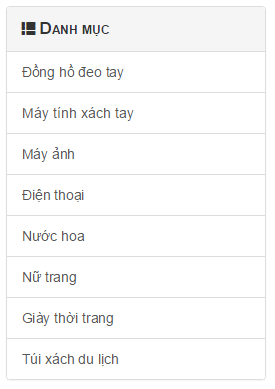 Danh mục
Đồng hồ đeo tay
Máy tính xách tay
Máy ảnh
Điện thoại
Nước hoa
Nữ trang
Giày thời trang
Túi xách du lịch